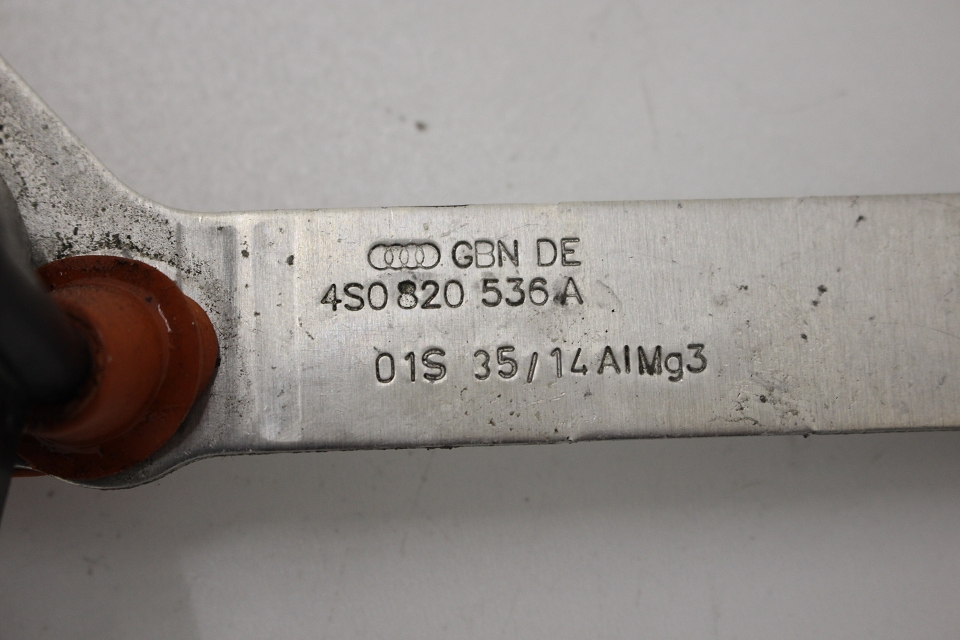 GBN DE
4S0 820 536 A
01S 35/14 AlMg3